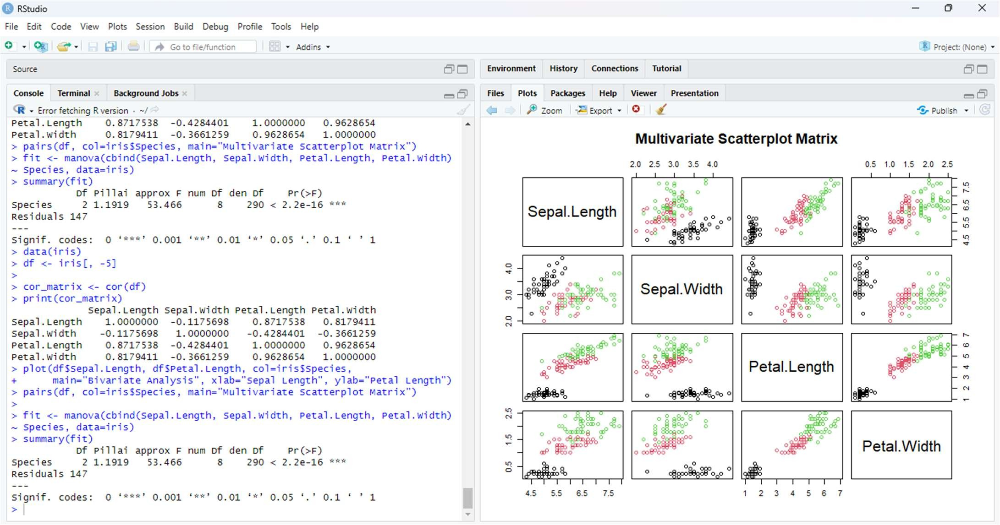 RStudio
File Edit Code View Plots Session Build Debug Profile Tools Help
Go to file/function Addins Project: (None)
Source
Environment History Connections Tutorial
Console Terminal Background Jobs
Files Plots Packages Help Viewer Presentation
R Error fetching R version · ~/
Zoom Export Publish
Petal.Length 0.8717538 -0.4284401 1.0000000 0.9628654
Petal.Width 0.8179411 -0.3661259 0.9628654 1.0000000
> pairs(df, col=iris$Species, main="Multivariate Scatterplot Matrix")
> fit <- manova(cbind(Sepal.Length, Sepal.Width, Petal.Length, Petal.Width)
~ Species, data=iris)
> summary(fit)
Df Pillai approx F num Df den Df Pr(>F)
Species 2 1.1919 53.466 8 290 < 2.2e-16 ***
Residuals 147
---
Signif. codes: 0 ‘***’ 0.001 ‘**’ 0.01 ‘*’ 0.05 ‘.’ 0.1 ‘ ’ 1
> data(iris)
> df <- iris[, -5]
>
> cor_matrix <- cor(df)
> print(cor_matrix)
Sepal.Length Sepal.Width Petal.Length Petal.Width
Sepal.Length 1.0000000 -0.1175698 0.8717538 0.8179411
Sepal.Width -0.1175698 1.0000000 -0.4284401 -0.3661259
Petal.Length 0.8717538 -0.4284401 1.0000000 0.9628654
Petal.Width 0.8179411 -0.3661259 0.9628654 1.0000000
> plot(df$Sepal.Length, df$Petal.Length, col=iris$Species,
+ main="Bivariate Analysis", xlab="Sepal Length", ylab="Petal Length")
> pairs(df, col=iris$Species, main="Multivariate Scatterplot Matrix")
>
> fit <- manova(cbind(Sepal.Length, Sepal.Width, Petal.Length, Petal.Width)
~ Species, data=iris)
> summary(fit)
Df Pillai approx F num Df den Df Pr(>F)
Species 2 1.1919 53.466 8 290 < 2.2e-16 ***
Residuals 147
---
Signif. codes: 0 ‘***’ 0.001 ‘**’ 0.01 ‘*’ 0.05 ‘.’ 0.1 ‘ ’ 1
>
Multivariate Scatterplot Matrix
2.0 2.5 3.0 3.5 4.0
0.5 1.0 1.5 2.0 2.5
Sepal.Length
4.5 5.5 6.5 7.5
2.0 3.0 4.0
Sepal.Width
Petal.Length
1 2 3 4 5 6 7
0.5 1.5 2.5
Petal.Width
4.5 5.5 6.5 7.5
1 2 3 4 5 6 7